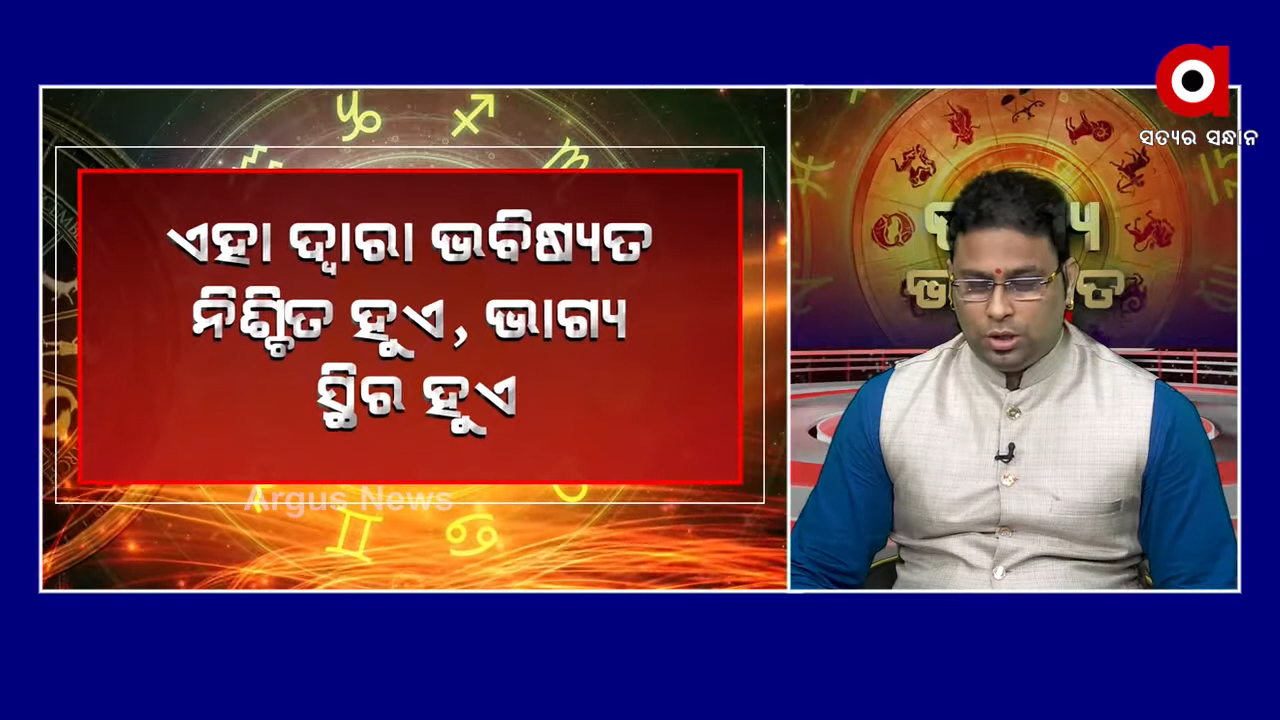 ଏହା ଦ୍ୱାରା ଭବିଷ୍ୟତ
ନିଶ୍ଚିତ ହୁଏ, ଭାଗ୍ୟ
ସ୍ଥିର ହୁଏ
Argus News
ସତ୍ୟର ସନ୍ଧାନ